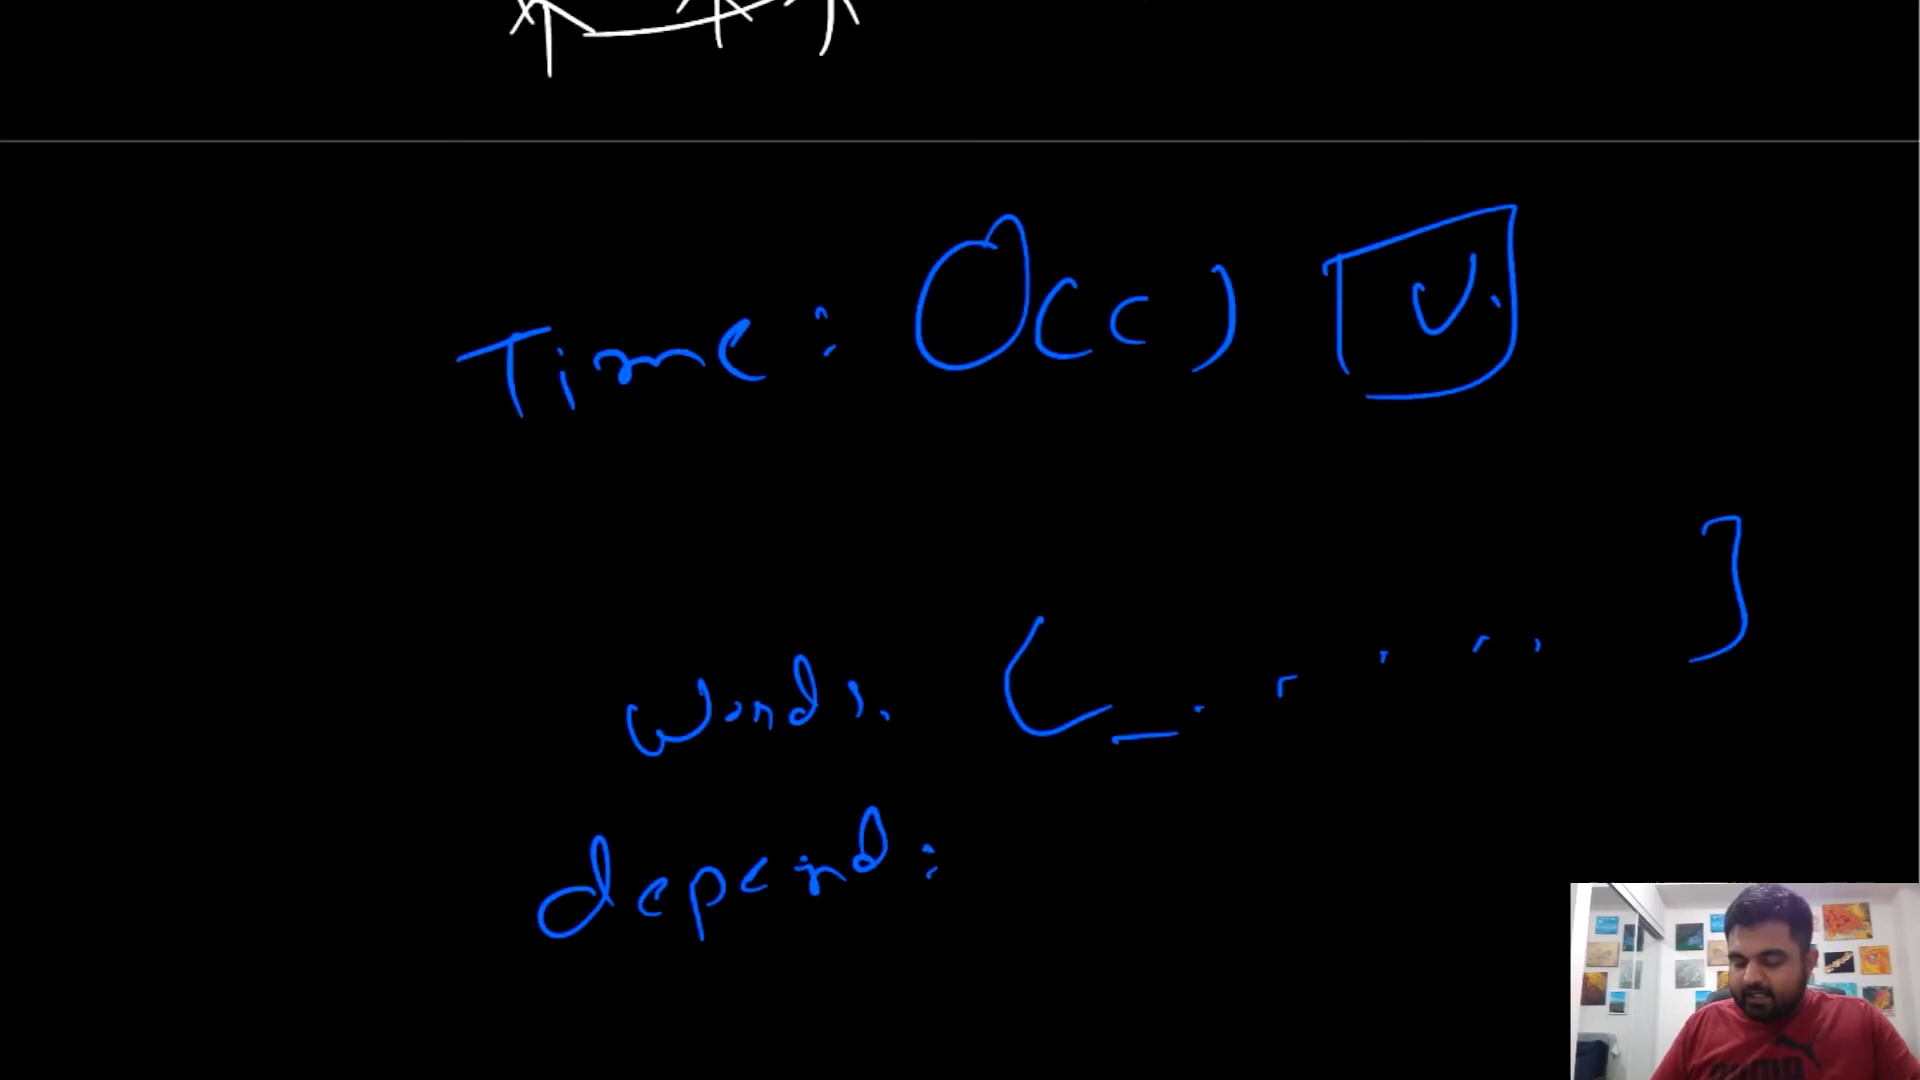 Time: O(c) [V.]
words. [_. . . . . ]
depend: